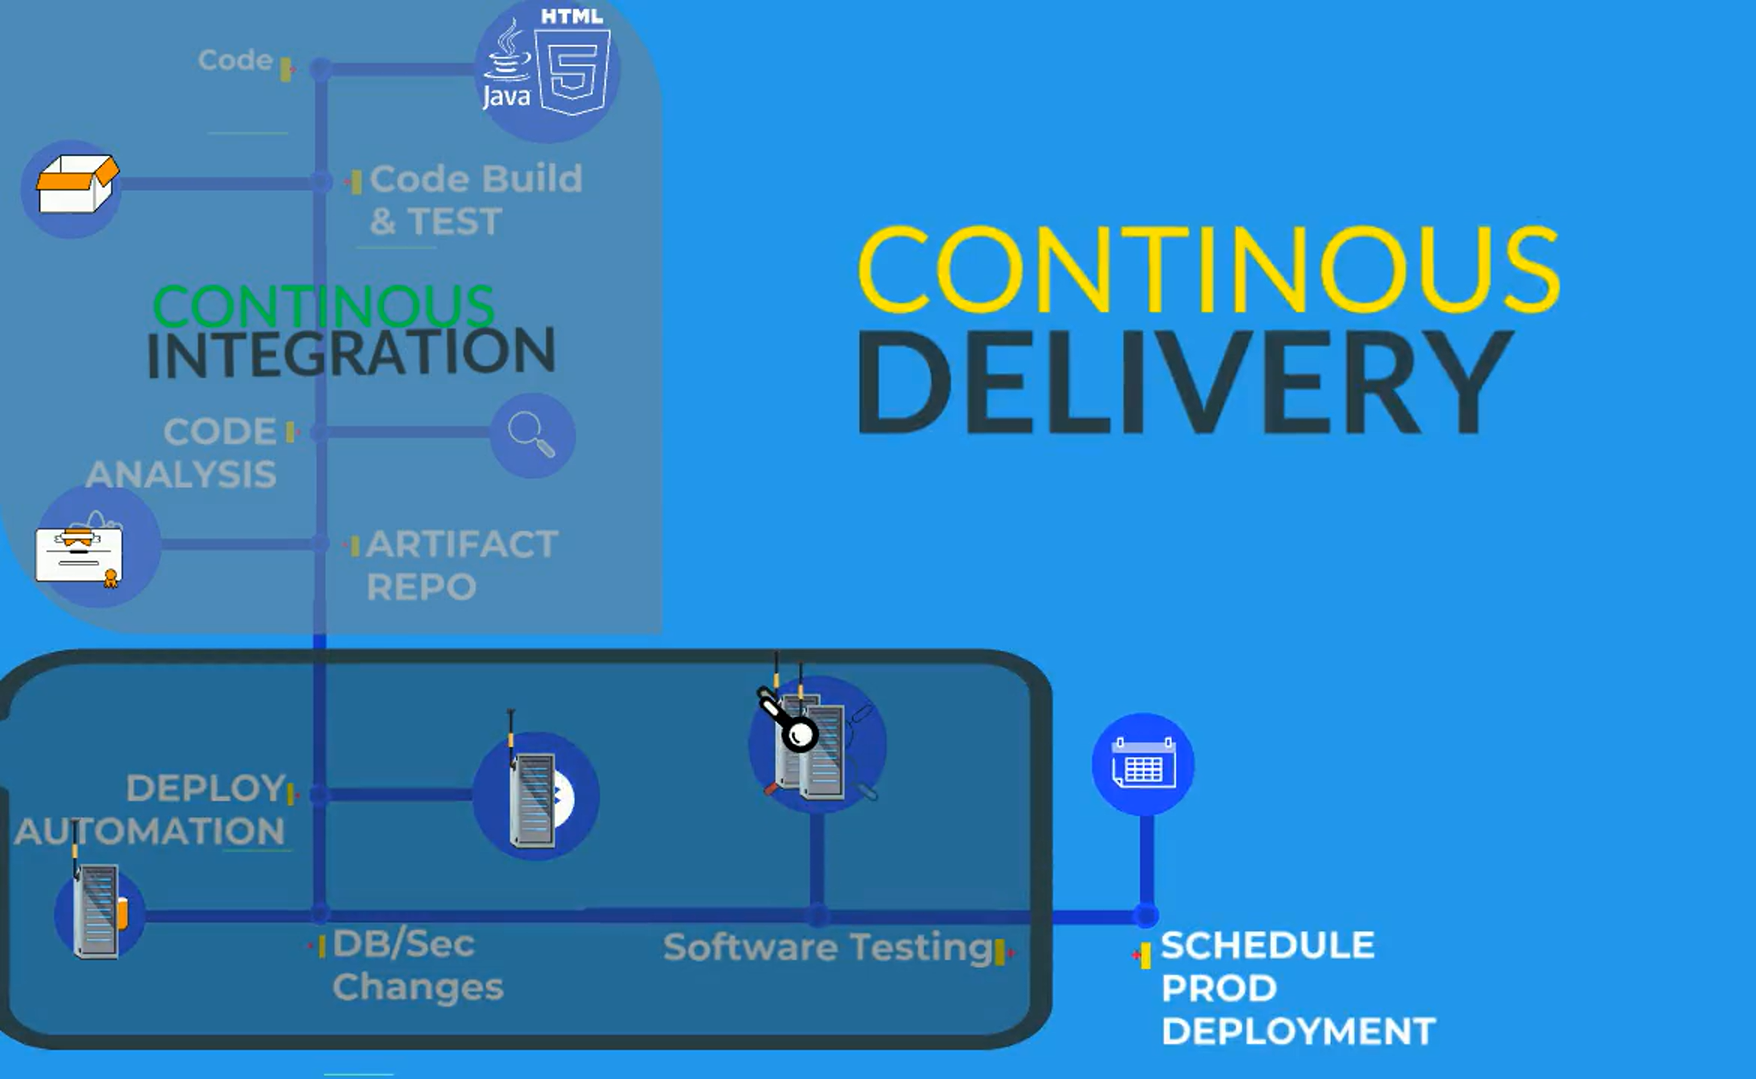 HTML
Java
Code
Code Build
& TEST
CONTINOUS
INTEGRATION
CODE
ANALYSIS
ARTIFACT
REPO
CONTINOUS
DELIVERY
DEPLOY
AUTOMATION
DB/Sec
Changes
Software Testing
SCHEDULE
PROD
DEPLOYMENT